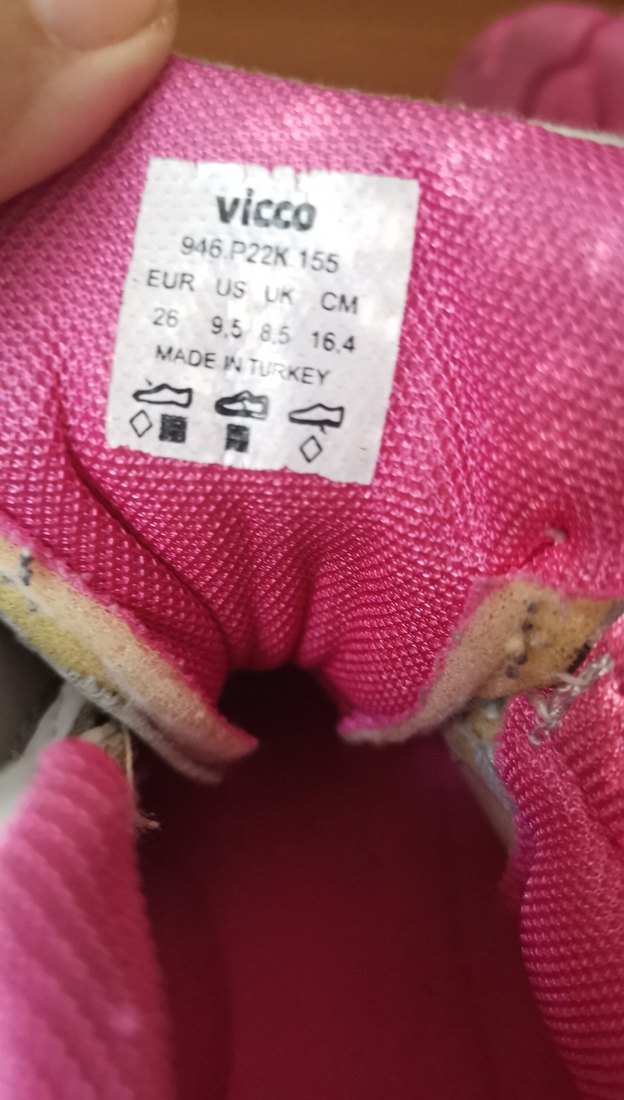 vicco
946.P22K.155
EUR US UK CM
26 9,5 8,5 16,4
MADE IN TURKEY